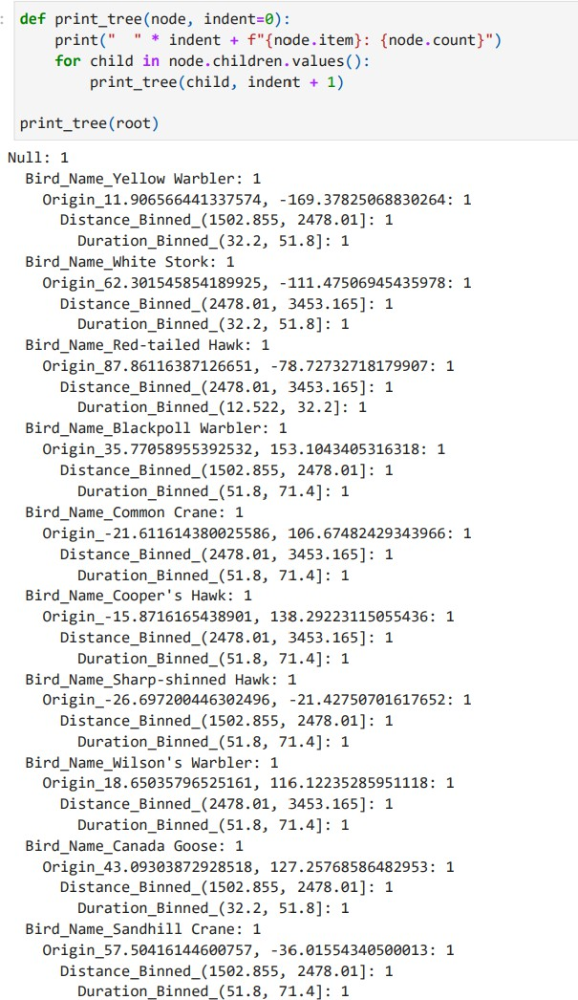 :
def print_tree(node, indent=0):
    print("  " * indent + f"{node.item}: {node.count}")
    for child in node.children.values():
        print_tree(child, indent + 1)

print_tree(root)
Null: 1
  Bird_Name_Yellow Warbler: 1
    Origin_11.906566441337574, -169.37825068830264: 1
      Distance_Binned_(1502.855, 2478.01]: 1
        Duration_Binned_(32.2, 51.8]: 1
  Bird_Name_White Stork: 1
    Origin_62.301545854189925, -111.47506945435978: 1
      Distance_Binned_(2478.01, 3453.165]: 1
        Duration_Binned_(32.2, 51.8]: 1
  Bird_Name_Red-tailed Hawk: 1
    Origin_87.86116387126651, -78.72732718179907: 1
      Distance_Binned_(2478.01, 3453.165]: 1
        Duration_Binned_(12.522, 32.2]: 1
  Bird_Name_Blackpoll Warbler: 1
    Origin_35.77058955392532, 153.1043405316318: 1
      Distance_Binned_(1502.855, 2478.01]: 1
        Duration_Binned_(51.8, 71.4]: 1
  Bird_Name_Common Crane: 1
    Origin_-21.611614380025586, 106.67482429343966: 1
      Distance_Binned_(2478.01, 3453.165]: 1
        Duration_Binned_(51.8, 71.4]: 1
  Bird_Name_Cooper's Hawk: 1
    Origin_-15.8716165438901, 138.29223115055436: 1
      Distance_Binned_(2478.01, 3453.165]: 1
        Duration_Binned_(51.8, 71.4]: 1
  Bird_Name_Sharp-shinned Hawk: 1
    Origin_-26.697200446302496, -21.42750701617652: 1
      Distance_Binned_(1502.855, 2478.01]: 1
        Duration_Binned_(51.8, 71.4]: 1
  Bird_Name_Wilson's Warbler: 1
    Origin_18.65035796525161, 116.12235285951118: 1
      Distance_Binned_(2478.01, 3453.165]: 1
        Duration_Binned_(51.8, 71.4]: 1
  Bird_Name_Canada Goose: 1
    Origin_43.09303872928518, 127.25768586482953: 1
      Distance_Binned_(1502.855, 2478.01]: 1
        Duration_Binned_(32.2, 51.8]: 1
  Bird_Name_Sandhill Crane: 1
    Origin_57.50416144600757, -36.01554340500013: 1
      Distance_Binned_(1502.855, 2478.01]: 1
        Duration_Binned_(51.8, 71.4]: 1